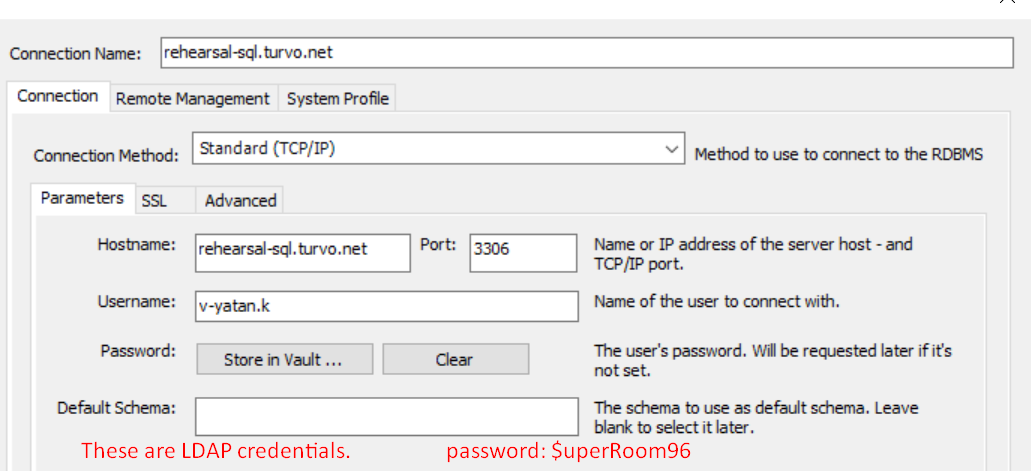 Connection Name: rehearsal-sql.turvo.net
Connection Remote Management System Profile
Connection Method: Standard (TCP/IP) Method to use to connect to the RDBMS
Parameters SSL Advanced
Hostname: rehearsal-sql.turvo.net Port: 3306 Name or IP address of the server host - and
TCP/IP port.
Username: v-yatan.k Name of the user to connect with.
Password: Store in Vault ... Clear The user's password. Will be requested later if it's
not set.
Default Schema: The schema to use as default schema. Leave
blank to select it later.
These are LDAP credentials. password: $uperRoom96